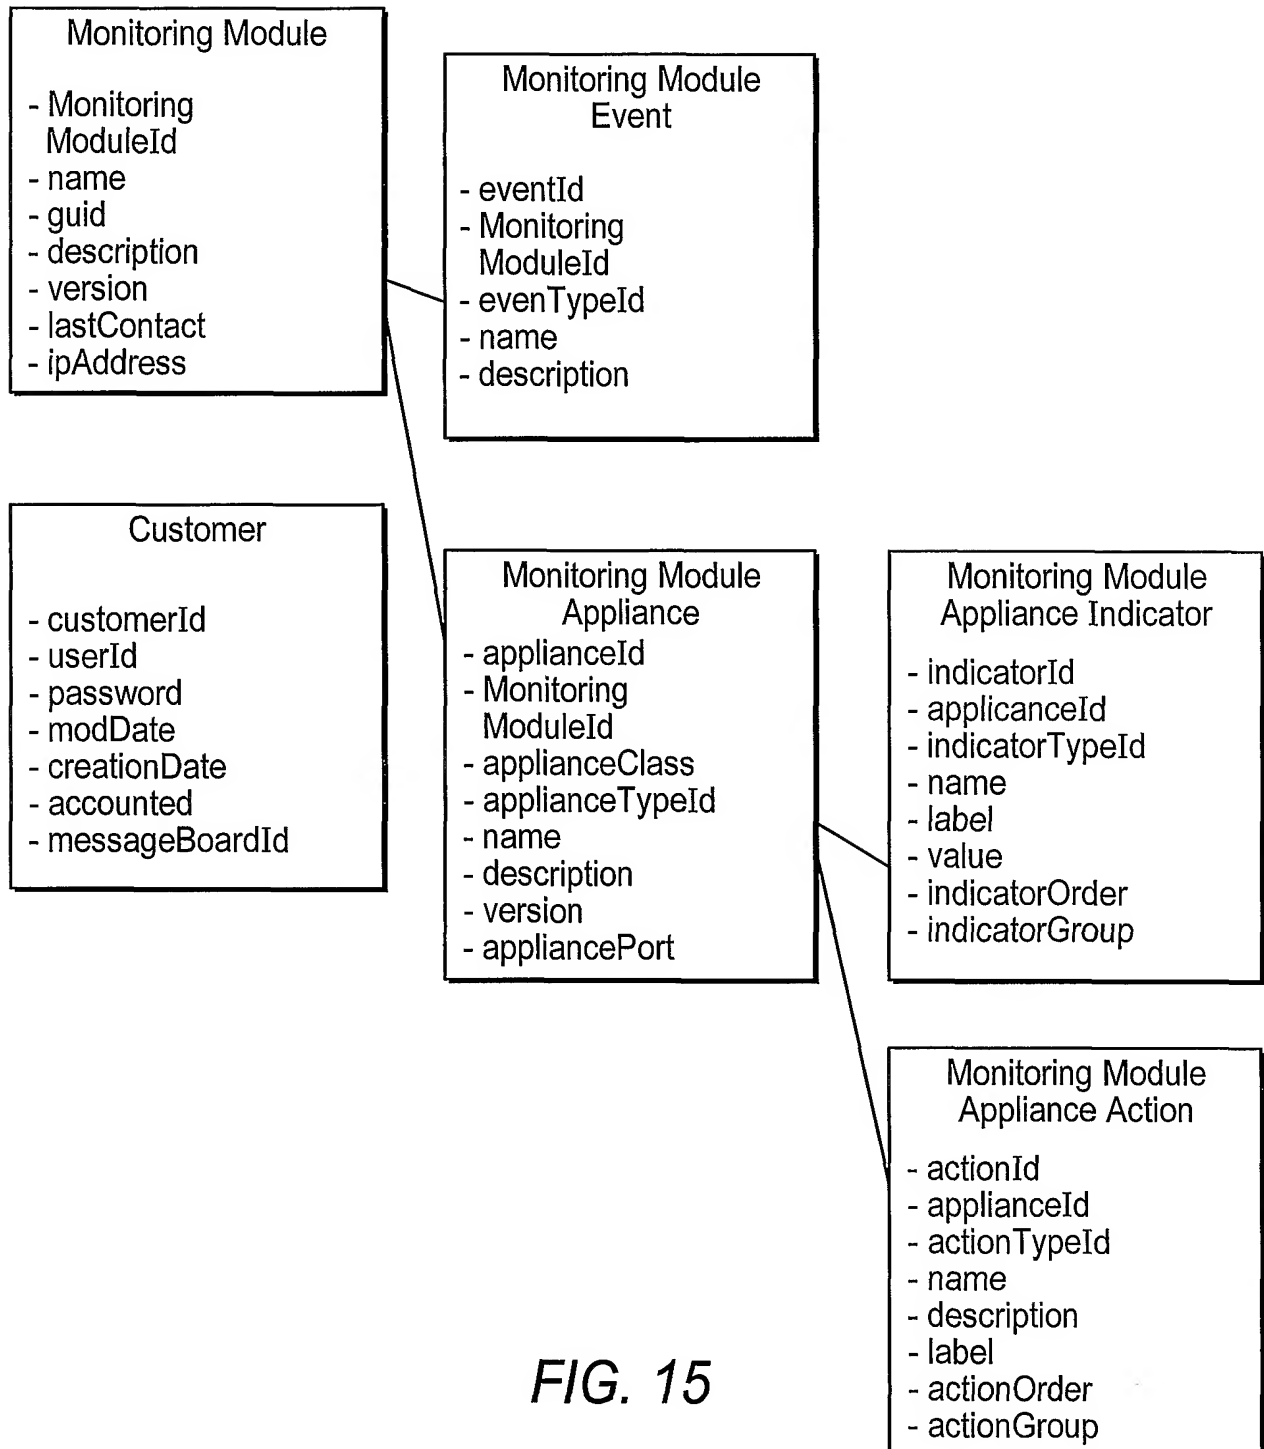 Monitoring Module
- Monitoring
ModuleId
- name
- guid
- description
- version
- lastContact
- ipAddress
Monitoring Module
Event
- eventId
- Monitoring
ModuleId
- evenTypeId
- name
- description
Customer
- customerId
- userId
- password
- modDate
- creationDate
- accounted
- messageBoardId
Monitoring Module
Appliance
- applianceId
- Monitoring
ModuleId
- applianceClass
- applianceTypeId
- name
- description
- version
- appliancePort
Monitoring Module
Appliance Indicator
- indicatorId
- applicanceId
- indicatorTypeId
- name
- label
- value
- indicatorOrder
- indicatorGroup
Monitoring Module
Appliance Action
- actionId
- applianceId
- actionTypeId
- name
- description
- label
- actionOrder
- actionGroup
FIG. 15